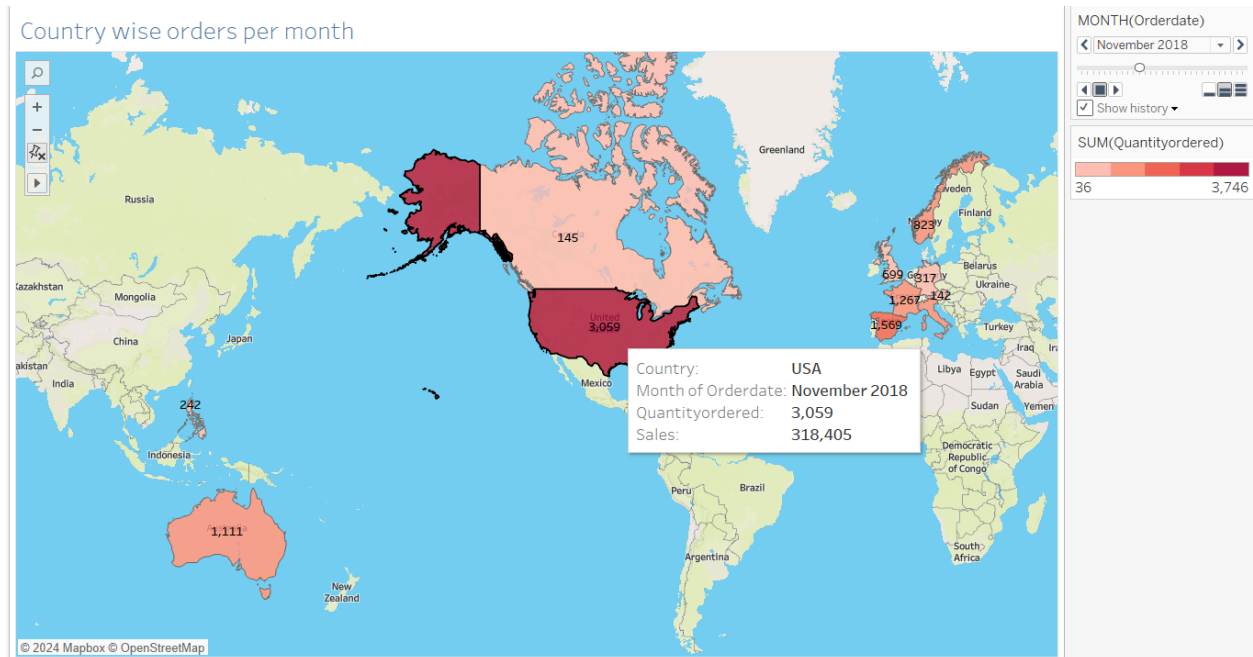 Country wise orders per month
MONTH(Orderdate)
November 2018
Show history
SUM(Quantityordered)
36 3,746
Greenland
Russia
Finland
823
145
Belarus
699
317
Ukraine
Mongolia
1,267
142
United
3,059
1,569
Turkey
Japan
China
Iraq
Libya
Egypt
Saudi
Arabia
India
Mexico
242
Sudan
Yemen
Country: USA
Month of Orderdate: November 2018
Quantityordered: 3,059
Sales: 318,405
Indonesia
Democratic
Republic
of Congo
Peru
Brazil
1,111
South
Africa
Argentina
New
Zealand
© 2024 Mapbox © OpenStreetMap